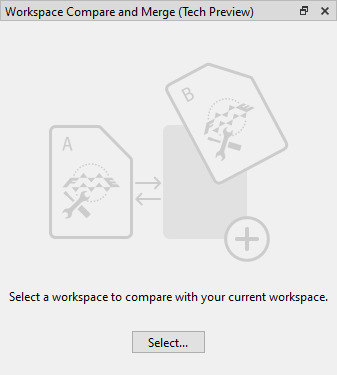 Workspace Compare and Merge (Tech Preview)
A
B
Select a workspace to compare with your current workspace.
Select...